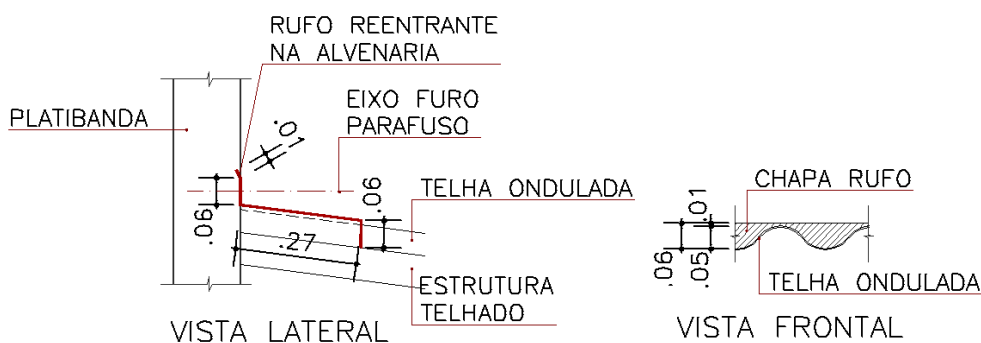 RUFO REENTRANTE
NA ALVENARIA
EIXO FURO
PARAFUSO
PLATIBANDA
.01
.06
.06
TELHA ONDULADA
.27
ESTRUTURA
TELHADO
VISTA LATERAL
CHAPA RUFO
.01
.06
.05
TELHA ONDULADA
VISTA FRONTAL